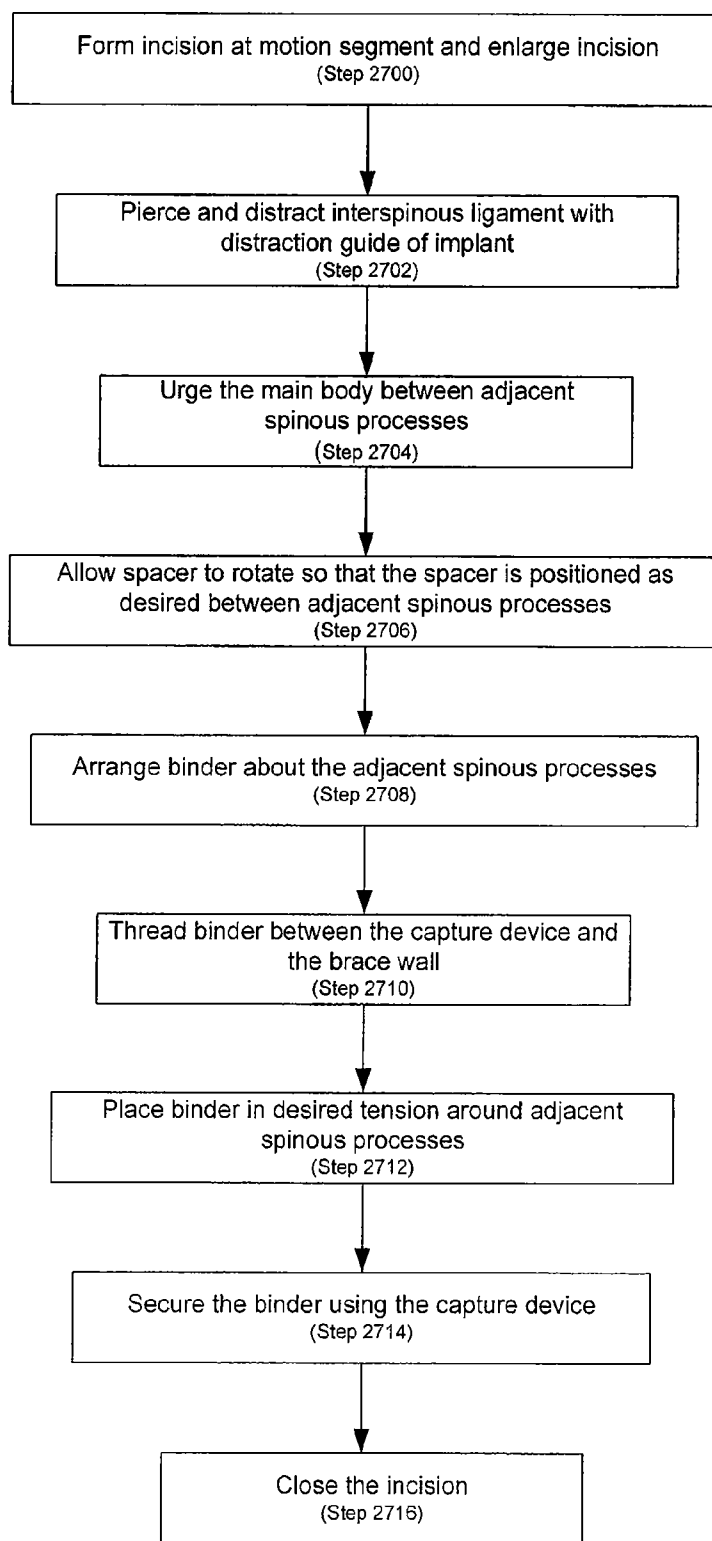 Form incision at motion segment and enlarge incision
(Step 2700)
Pierce and distract interspinous ligament with
distraction guide of implant
(Step 2702)
Urge the main body between adjacent
spinous processes
(Step 2704)
Allow spacer to rotate so that the spacer is positioned as
desired between adjacent spinous processes
(Step 2706)
Arrange binder about the adjacent spinous processes
(Step 2708)
Thread binder between the capture device and
the brace wall
(Step 2710)
Place binder in desired tension around adjacent
spinous processes
(Step 2712)
Secure the binder using the capture device
(Step 2714)
Close the incision
(Step 2716)